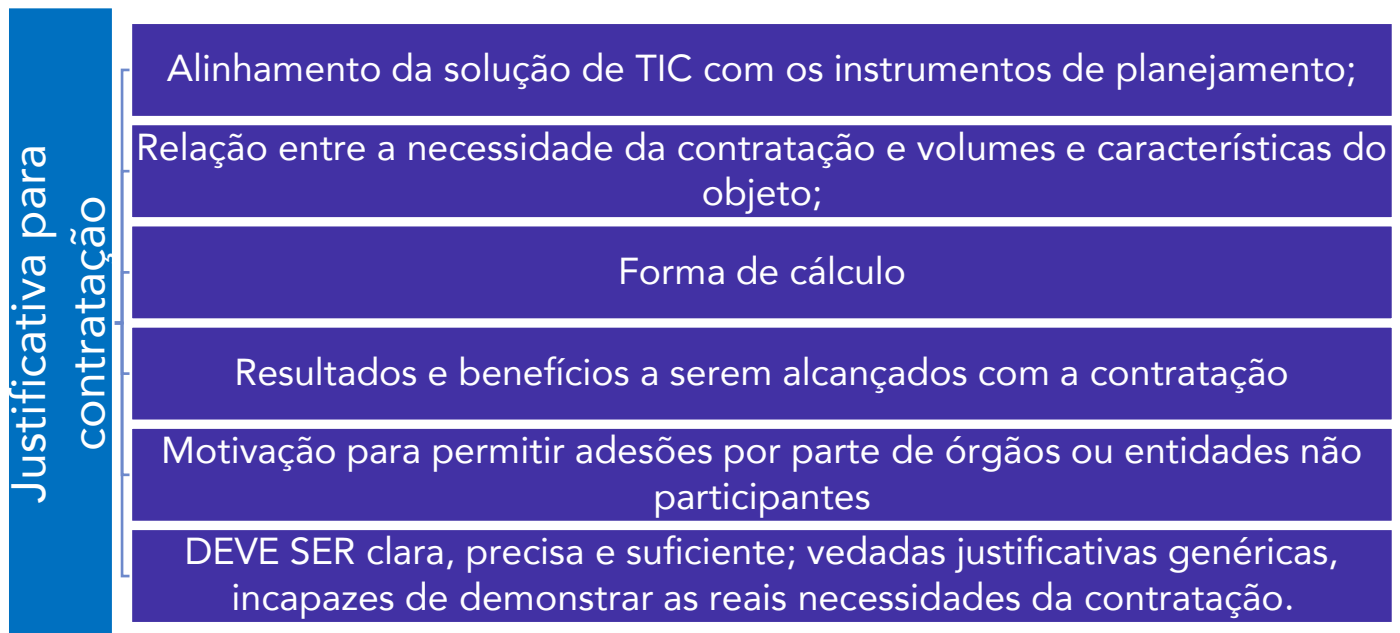 Justificativa para
contratação
Alinhamento da solução de TIC com os instrumentos de planejamento;
Relação entre a necessidade da contratação e volumes e características do
objeto;
Forma de cálculo
Resultados e benefícios a serem alcançados com a contratação
Motivação para permitir adesões por parte de órgãos ou entidades não
participantes
DEVE SER clara, precisa e suficiente; vedadas justificativas genéricas,
incapazes de demonstrar as reais necessidades da contratação.